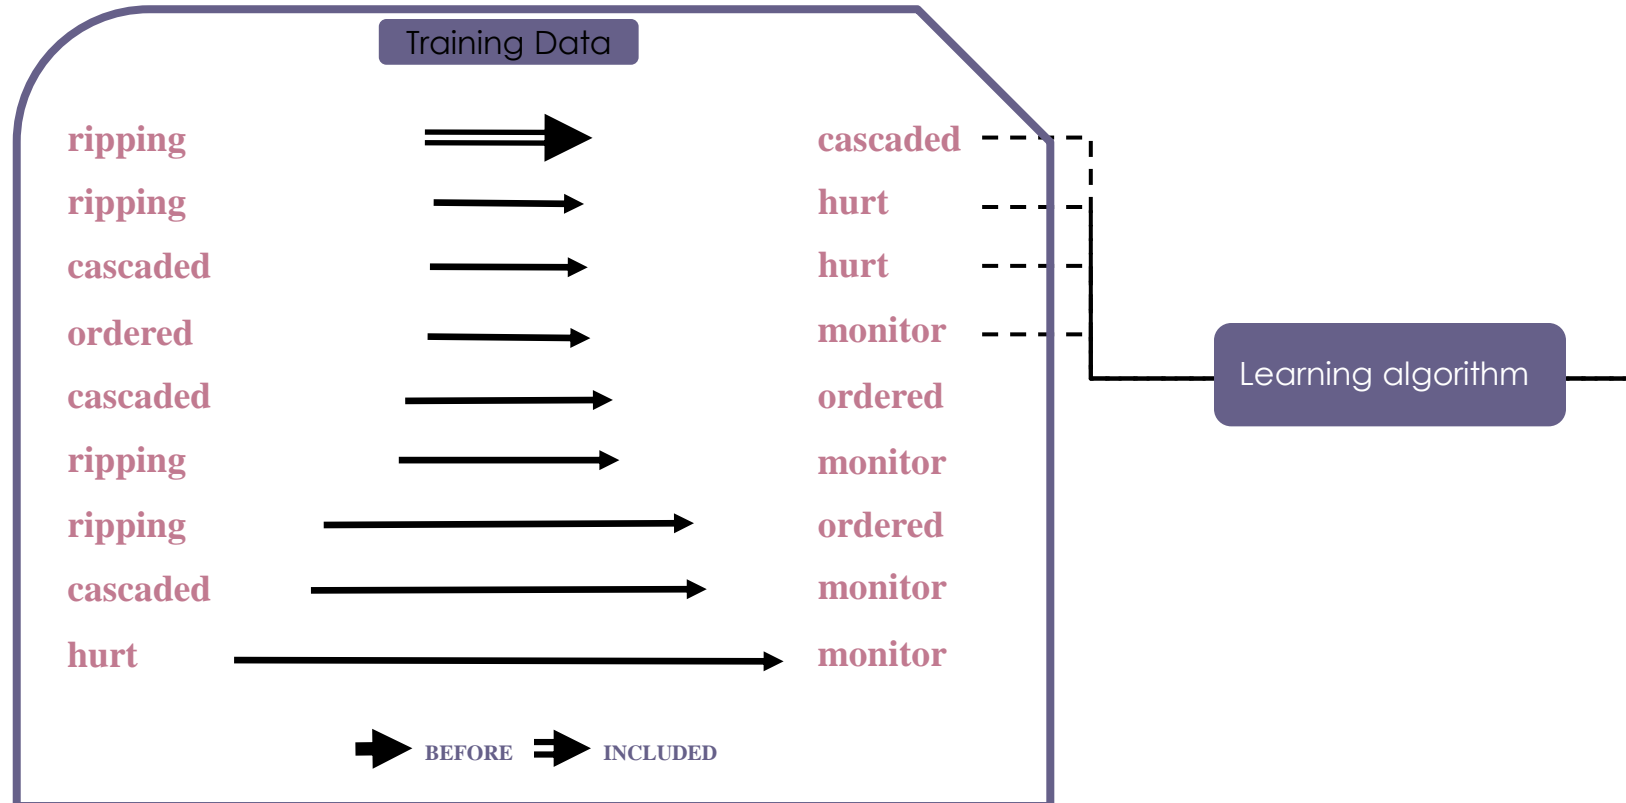 Training Data
ripping cascaded
ripping hurt
cascaded hurt
ordered monitor
cascaded ordered
ripping monitor
ripping ordered
cascaded monitor
hurt monitor
BEFORE INCLUDED
Learning algorithm